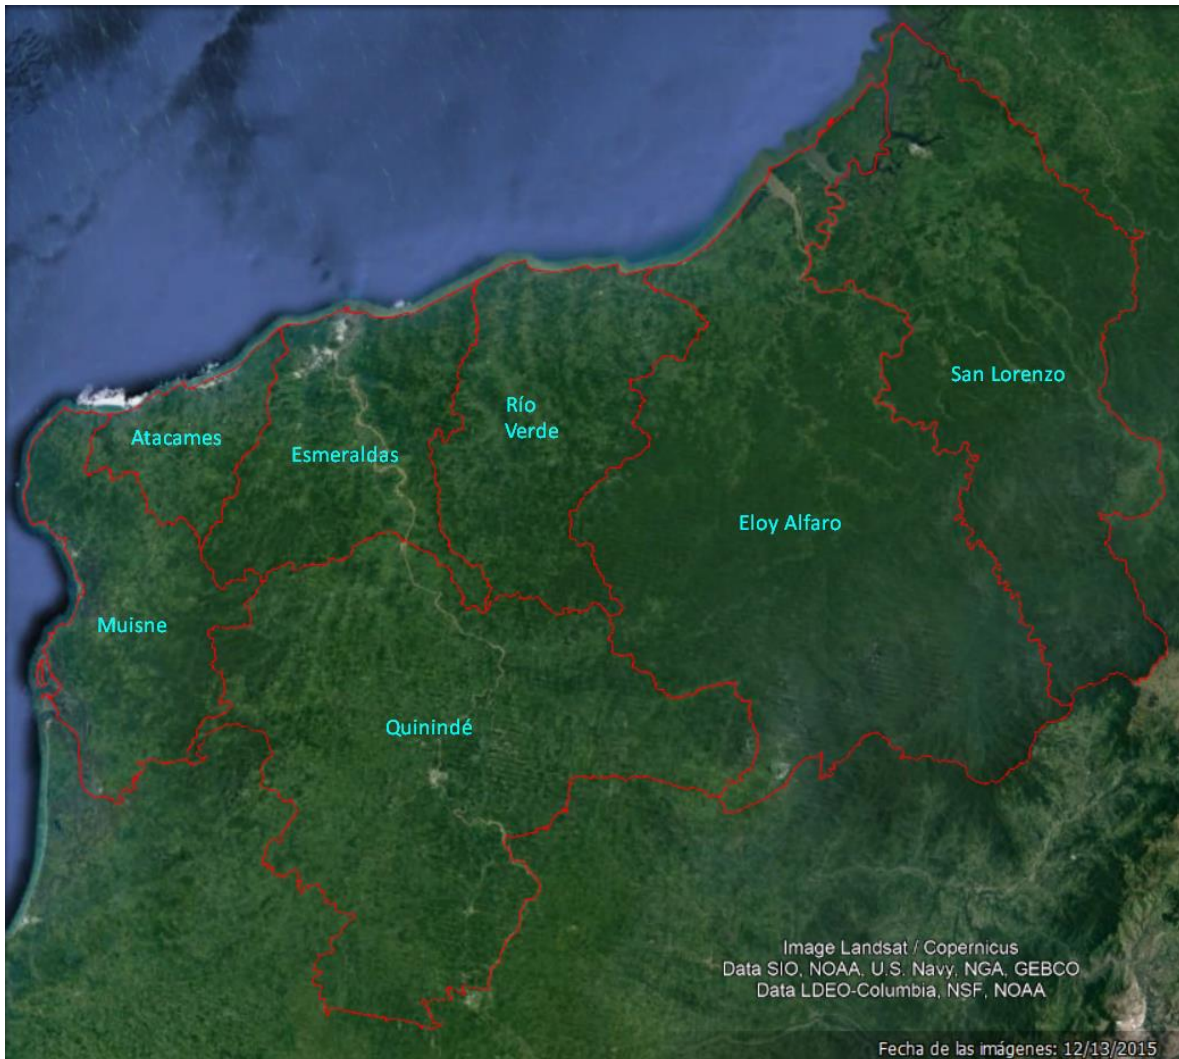 San Lorenzo
Río
Verde
Atacames
Esmeraldas
Eloy Alfaro
Muisne
Quinindé
Image Landsat / Copernicus
Data SIO, NOAA, U.S. Navy, NGA, GEBCO
Data LDEO-Columbia, NSF, NOAA
Fecha de las imágenes: 12/13/2015